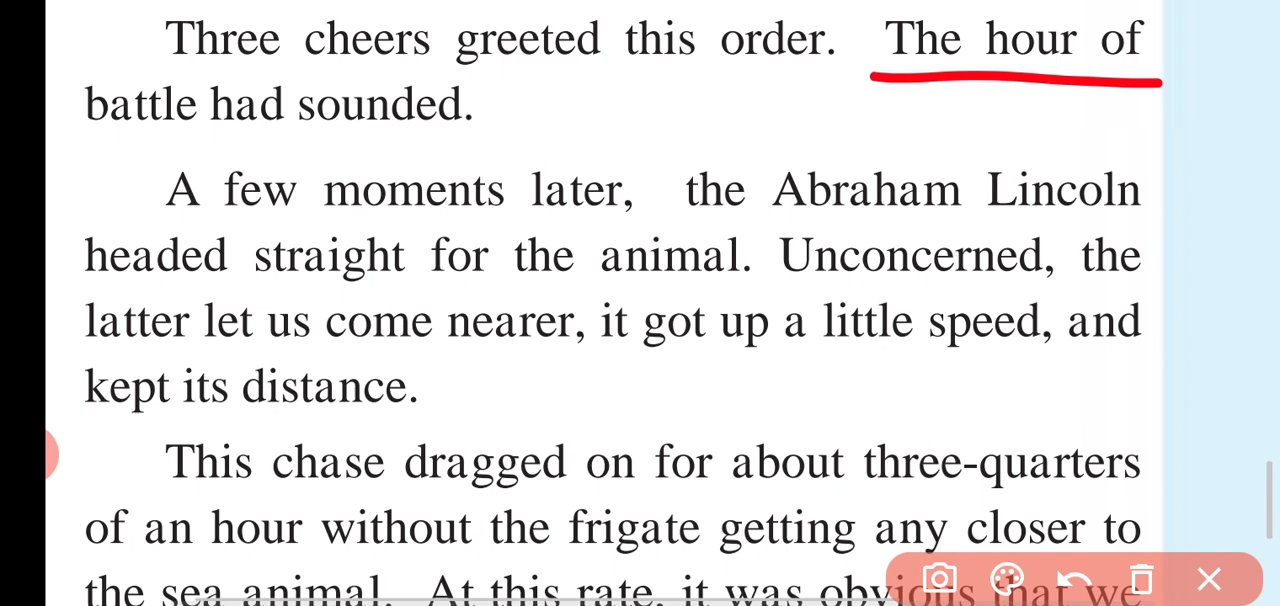 Three cheers greeted this order. The hour of
battle had sounded.
A few moments later, the Abraham Lincoln
headed straight for the animal. Unconcerned, the
latter let us come nearer, it got up a little speed, and
kept its distance.
This chase dragged on for about three-quarters
of an hour without the frigate getting any closer to
the sea animal. At this rate, it was obvious that we